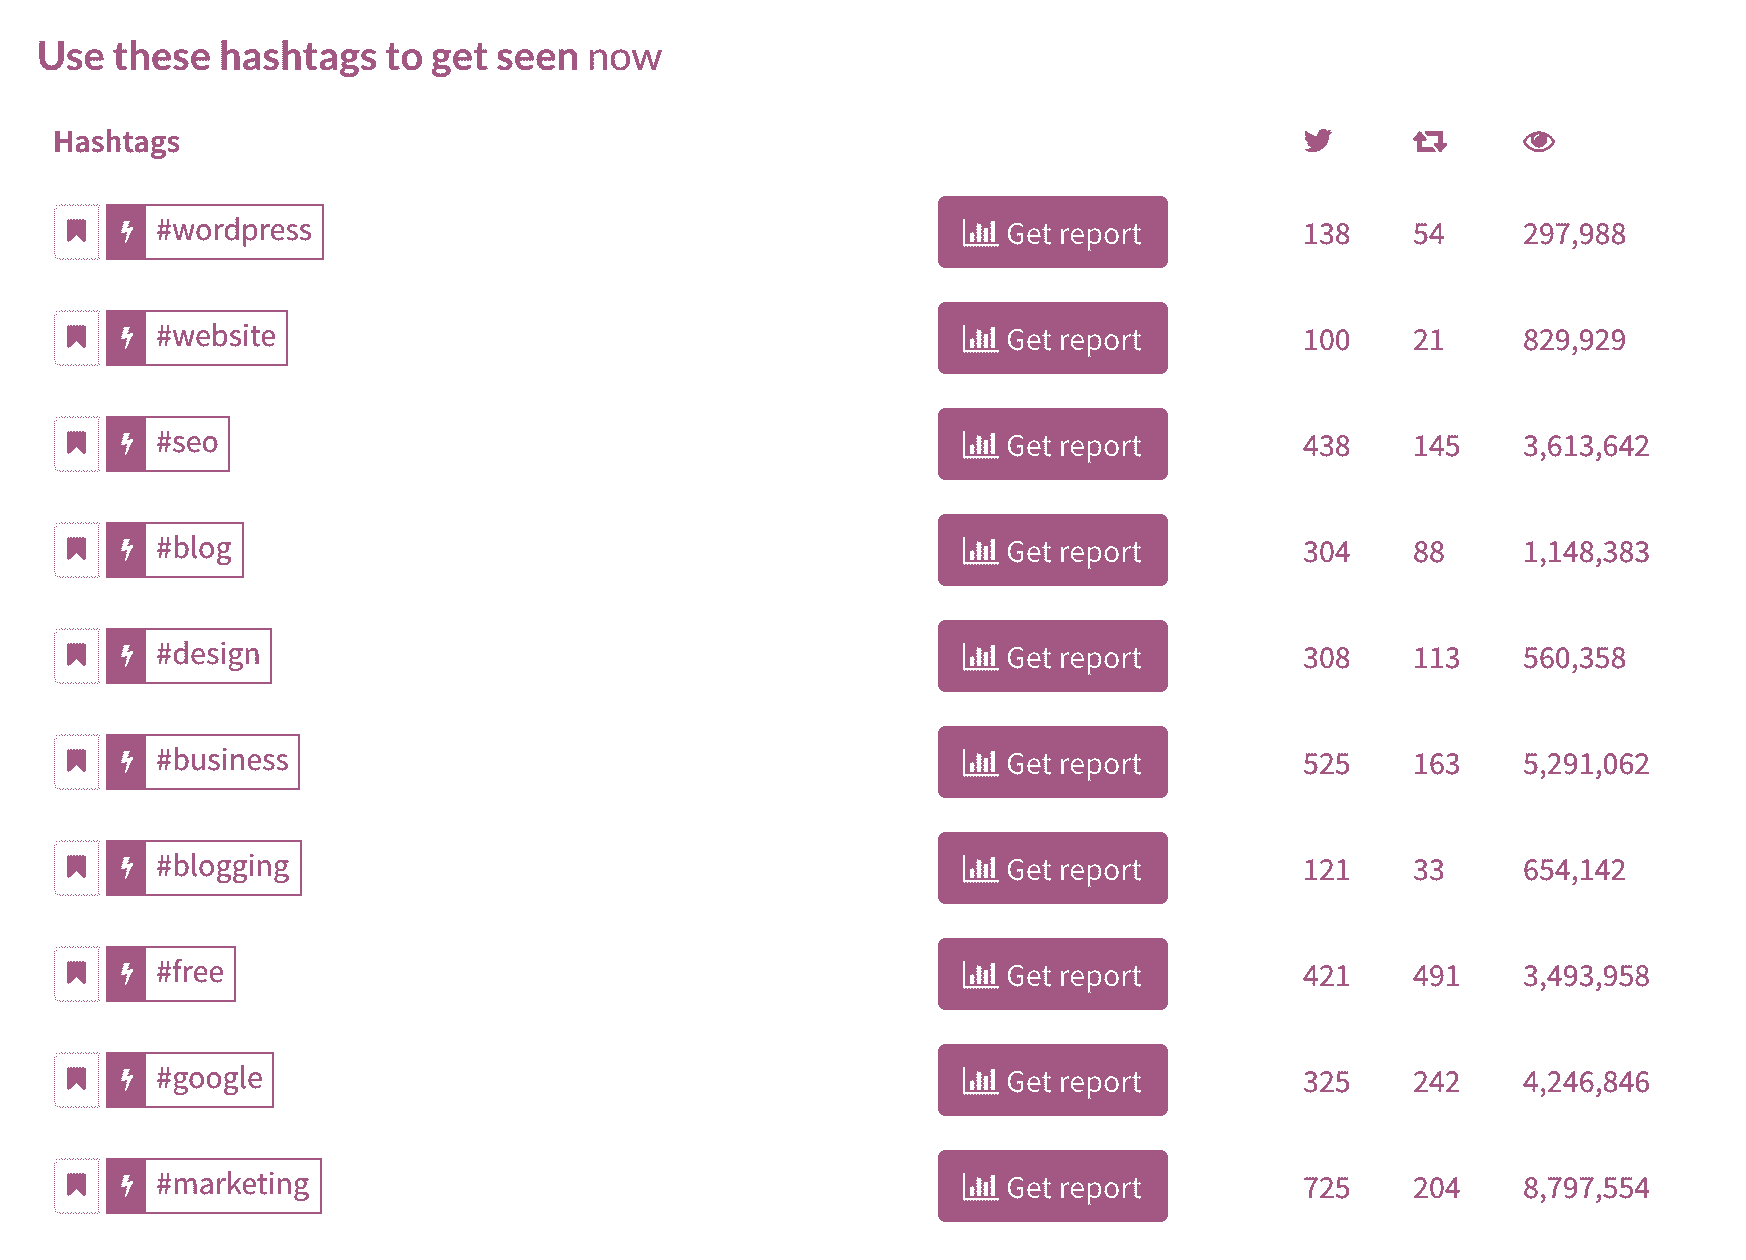 Use these hashtags to get seen now
Hashtags
#wordpress Get report 138 54 297,988
#website Get report 100 21 829,929
#seo Get report 438 145 3,613,642
#blog Get report 304 88 1,148,383
#design Get report 308 113 560,358
#business Get report 525 163 5,291,062
#blogging Get report 121 33 654,142
#free Get report 421 491 3,493,958
#google Get report 325 242 4,246,846
#marketing Get report 725 204 8,797,554